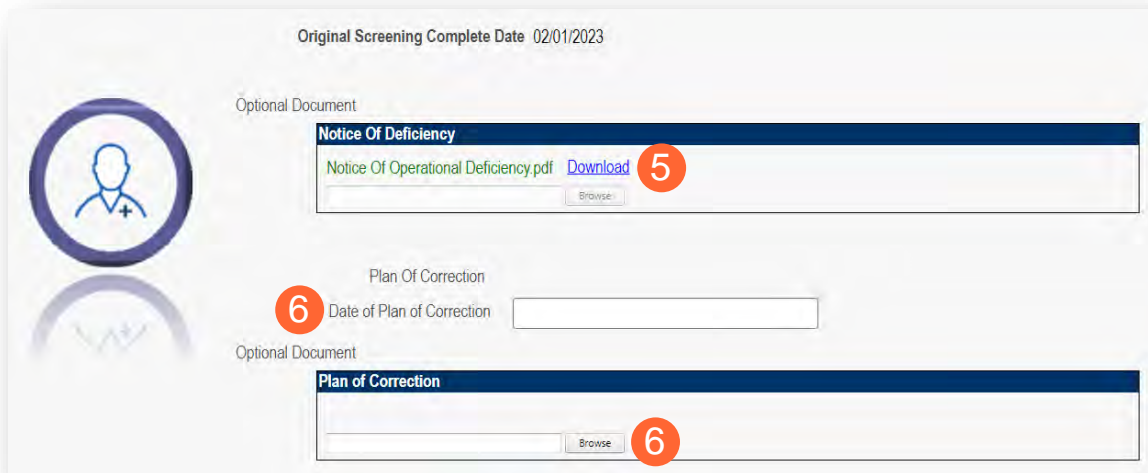 Original Screening Complete Date 02/01/2023
Optional Document
Notice Of Deficiency
Notice Of Operational Deficiency.pdf Download 5
Browse
Plan Of Correction
6 Date of Plan of Correction
Optional Document
Plan of Correction
Browse 6